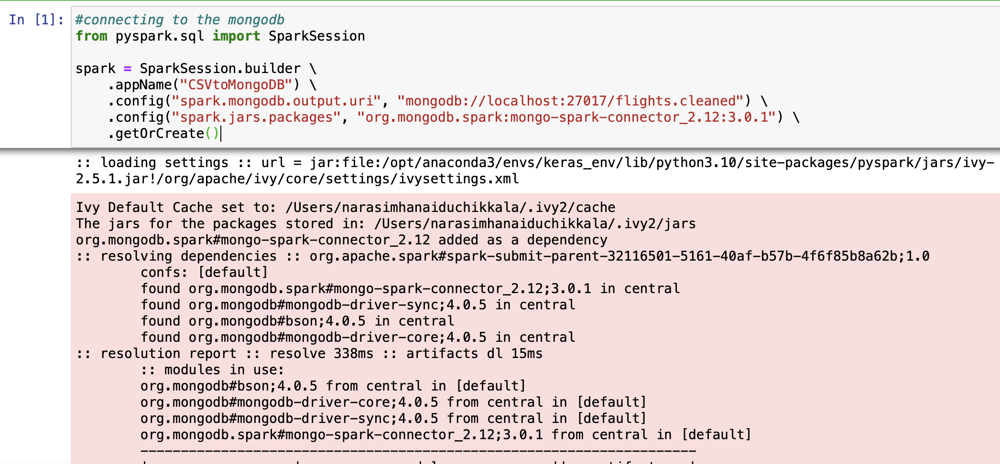 In [1]:
#connecting to the mongodb
from pyspark.sql import SparkSession
spark = SparkSession.builder \
    .appName("CSVtoMongoDB") \
    .config("spark.mongodb.output.uri", "mongodb://localhost:27017/flights.cleaned") \
    .config("spark.jars.packages", "org.mongodb.spark:mongo-spark-connector_2.12:3.0.1") \
    .getOrCreate()
:: loading settings :: url = jar:file:/opt/anaconda3/envs/keras_env/lib/python3.10/site-packages/pyspark/jars/ivy-
2.5.1.jar!/org/apache/ivy/core/settings/ivysettings.xml
Ivy Default Cache set to: /Users/narasimhanaiduchikkala/.ivy2/cache
The jars for the packages stored in: /Users/narasimhanaiduchikkala/.ivy2/jars
org.mongodb.spark#mongo-spark-connector_2.12 added as a dependency
:: resolving dependencies :: org.apache.spark#spark-submit-parent-32116501-5161-40af-b57b-4f6f85b8a62b;1.0
        confs: [default]
        found org.mongodb.spark#mongo-spark-connector_2.12;3.0.1 in central
        found org.mongodb#mongodb-driver-sync;4.0.5 in central
        found org.mongodb#bson;4.0.5 in central
        found org.mongodb#mongodb-driver-core;4.0.5 in central
:: resolution report :: resolve 338ms :: artifacts dl 15ms
        :: modules in use:
        org.mongodb#bson;4.0.5 from central in [default]
        org.mongodb#mongodb-driver-core;4.0.5 from central in [default]
        org.mongodb#mongodb-driver-sync;4.0.5 from central in [default]
        org.mongodb.spark#mongo-spark-connector_2.12;3.0.1 from central in [default]
        ---------------------------------------------------------------------